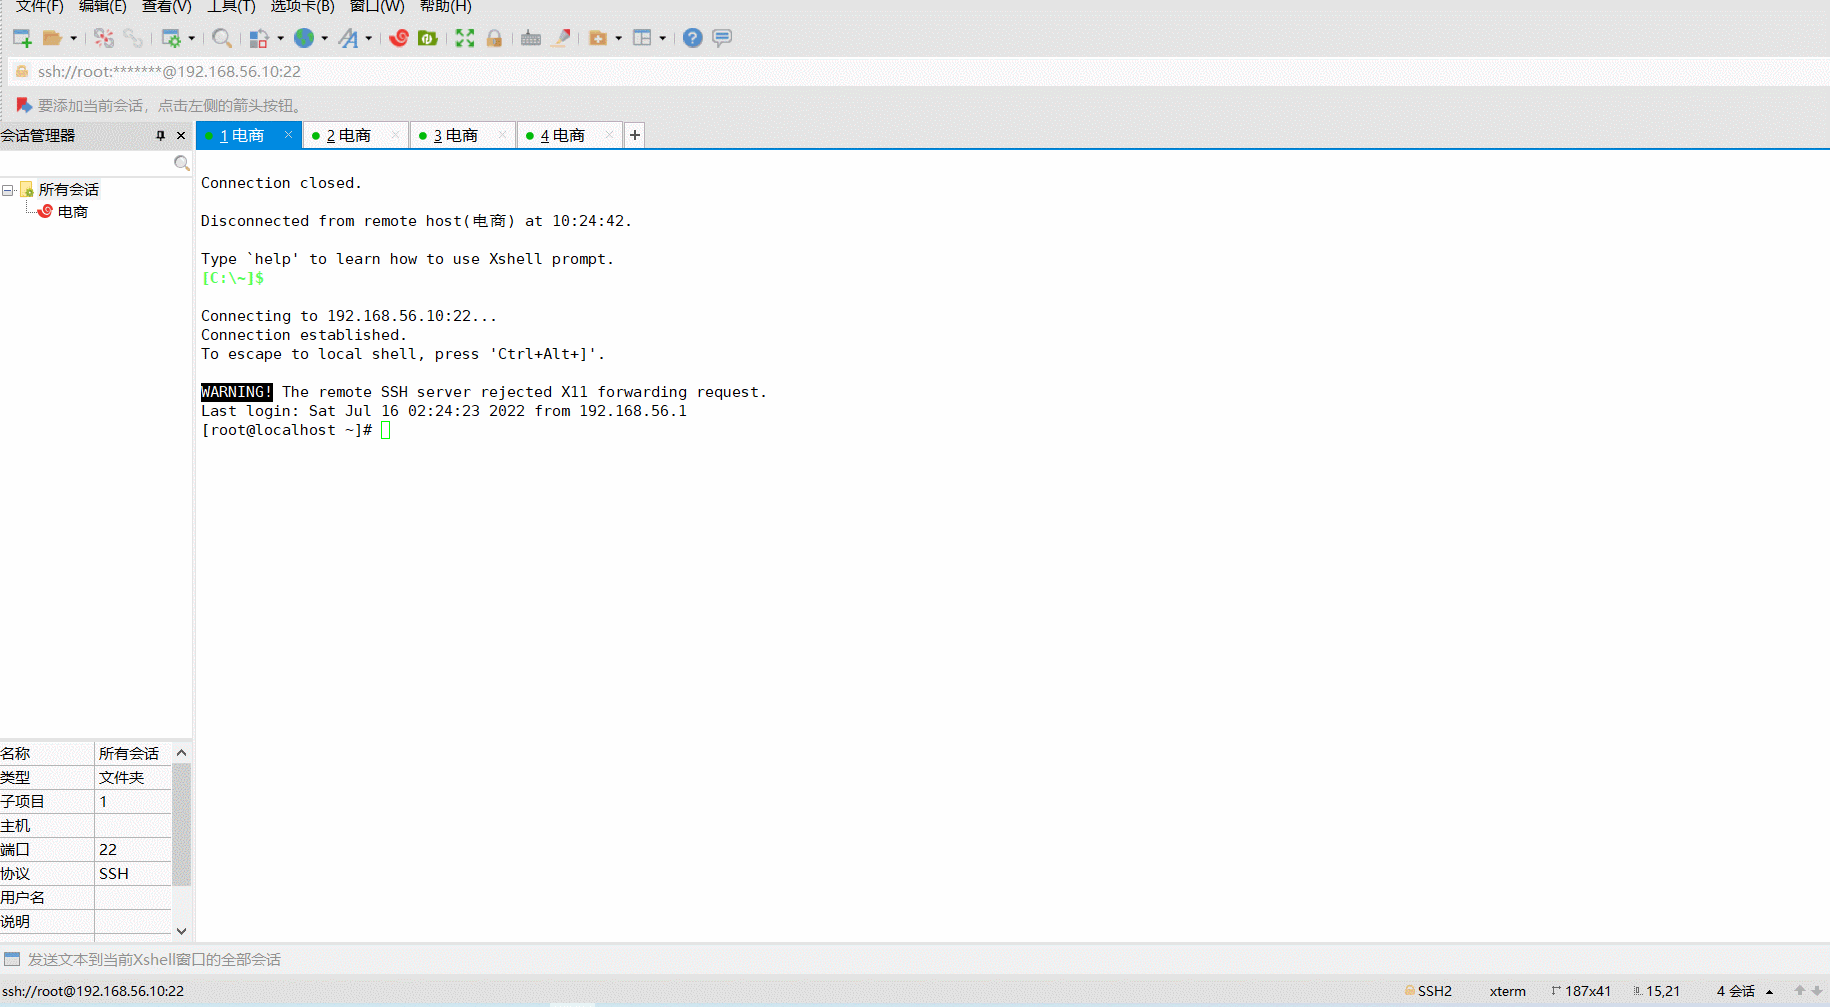 文件(F) 编辑(E) 查看(V) 工具(T) 选项卡(B) 窗口(W) 帮助(H)
ssh://root:*******@192.168.56.10:22
要添加当前会话，点击左侧的箭头按钮。
会话管理器
1 电商
2 电商
3 电商
4 电商
所有会话
电商
Connection closed.
Disconnected from remote host(电商) at 10:24:42.
Type `help' to learn how to use Xshell prompt.
[C:\~]$
Connecting to 192.168.56.10:22...
Connection established.
To escape to local shell, press 'Ctrl+Alt+]'.
WARNING! The remote SSH server rejected X11 forwarding request.
Last login: Sat Jul 16 02:24:23 2022 from 192.168.56.1
[root@localhost ~]#
名称 所有会话
类型 文件夹
子项目 1
主机
端口 22
协议 SSH
用户名
说明
发送文本到当前Xshell窗口的全部会话
ssh://root@192.168.56.10:22 SSH2 xterm 187x41 15,21 4 会话